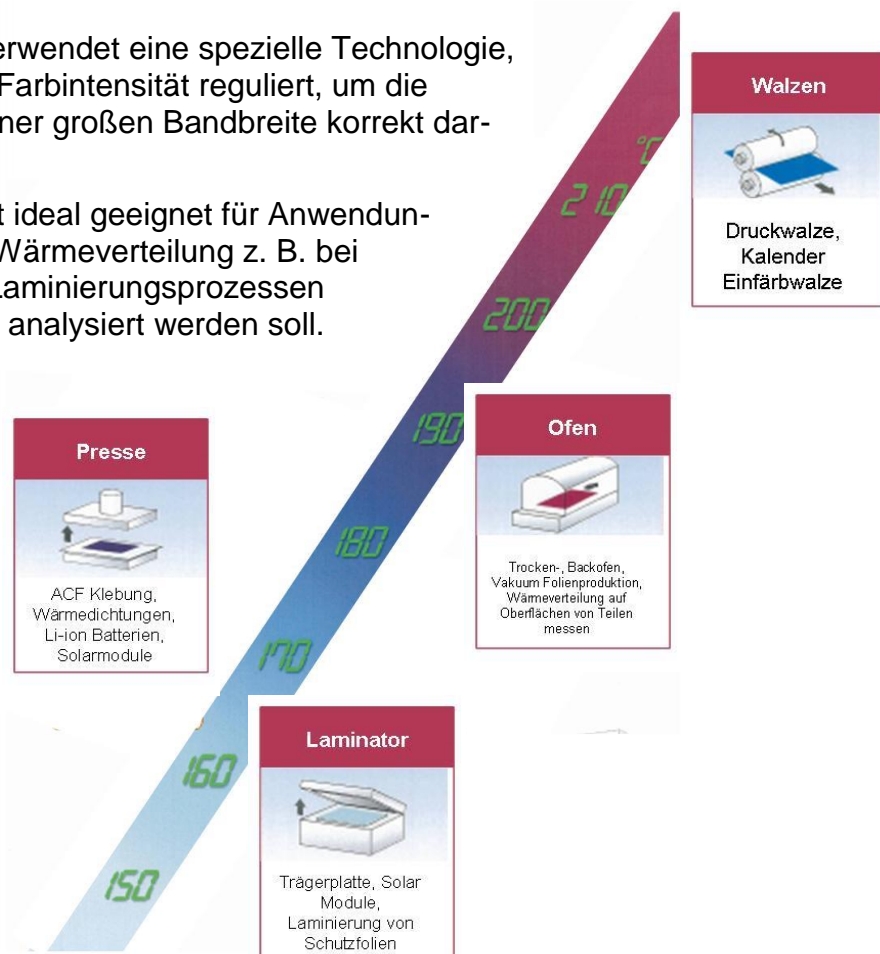 erwendet eine spezielle Technologie,
Farbintensität reguliert, um die
ner großen Bandbreite korrekt dar-
t ideal geeignet für Anwendun-
Wärmeverteilung z. B. bei
aminierungsprozessen
analysiert werden soll.
°C
210
200
190
180
170
160
150
Walzen
Druckwalze,
Kalender
Einfärbwalze
Presse
ACF Klebung,
Wärmedichtungen,
Li-ion Batterien,
Solarmodule
Ofen
Trocken-, Backofen,
Vakuum Folienproduktion,
Wärmeverteilung auf
Oberflächen von Teilen
messen
Laminator
Trägerplatte, Solar
Module,
Laminierung von
Schutzfolien